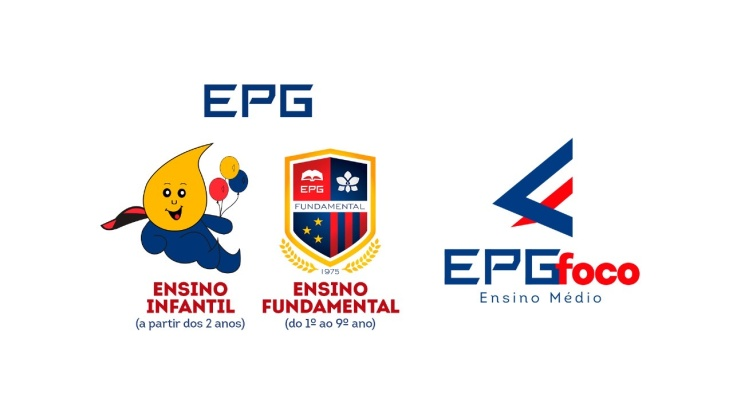 EPG
EPG
FUNDAMENTAL
1975
ENSINO
INFANTIL
(a partir dos 2 anos)
ENSINO
FUNDAMENTAL
(do 1º ao 9º ano)
EPGfoco
Ensino Médio